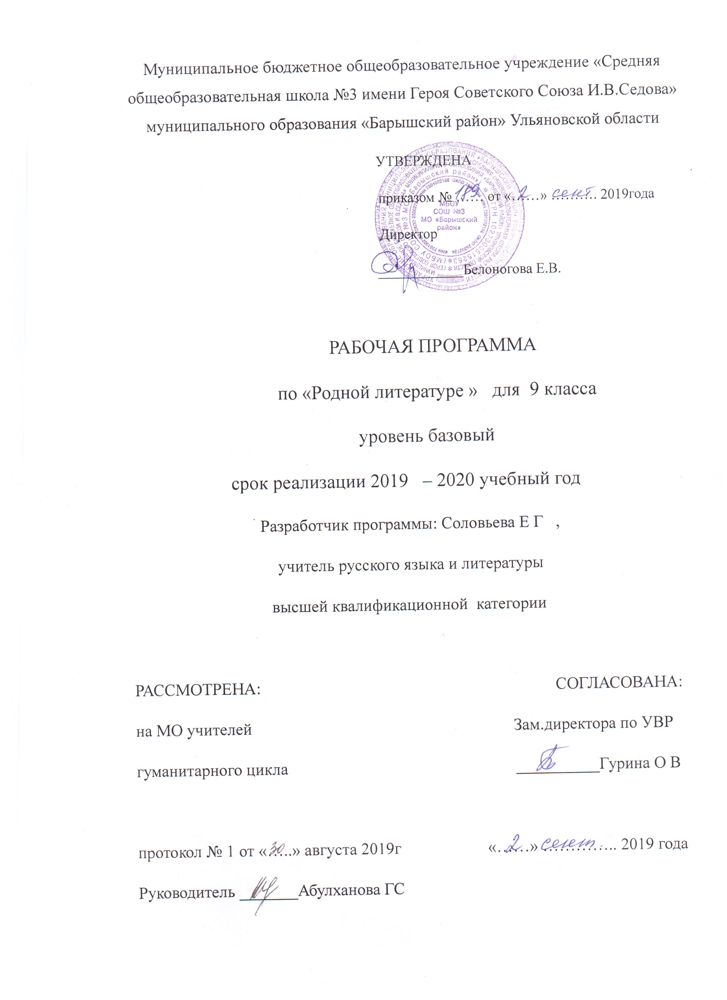 Муниципальное бюджетное общеобразовательное учреждение «Средняя
общеобразовательная школа №3 имени Героя Советского Союза И.В.Седова»
муниципального образования «Барышский район» Ульяновской области
УТВЕРЖДЕНА
приказом № 189 от «2» сент 2019года
МБОУ
СОШ №3
МО «Барышский
район»
Директор
Белоногова Е.В.
РАБОЧАЯ ПРОГРАММА
по «Родной литературе » для 9 класса
уровень базовый
срок реализации 2019 – 2020 учебный год
Разработчик программы: Соловьева Е Г ,
учитель русского языка и литературы
высшей квалификационной категории
РАССМОТРЕНА:
СОГЛАСОВАНА:
на МО учителей
Зам.директора по УВР
гуманитарного цикла
Гурина О В
протокол № 1 от «30» августа 2019г
«2» сент. 2019 года
Руководитель Абулханова ГС